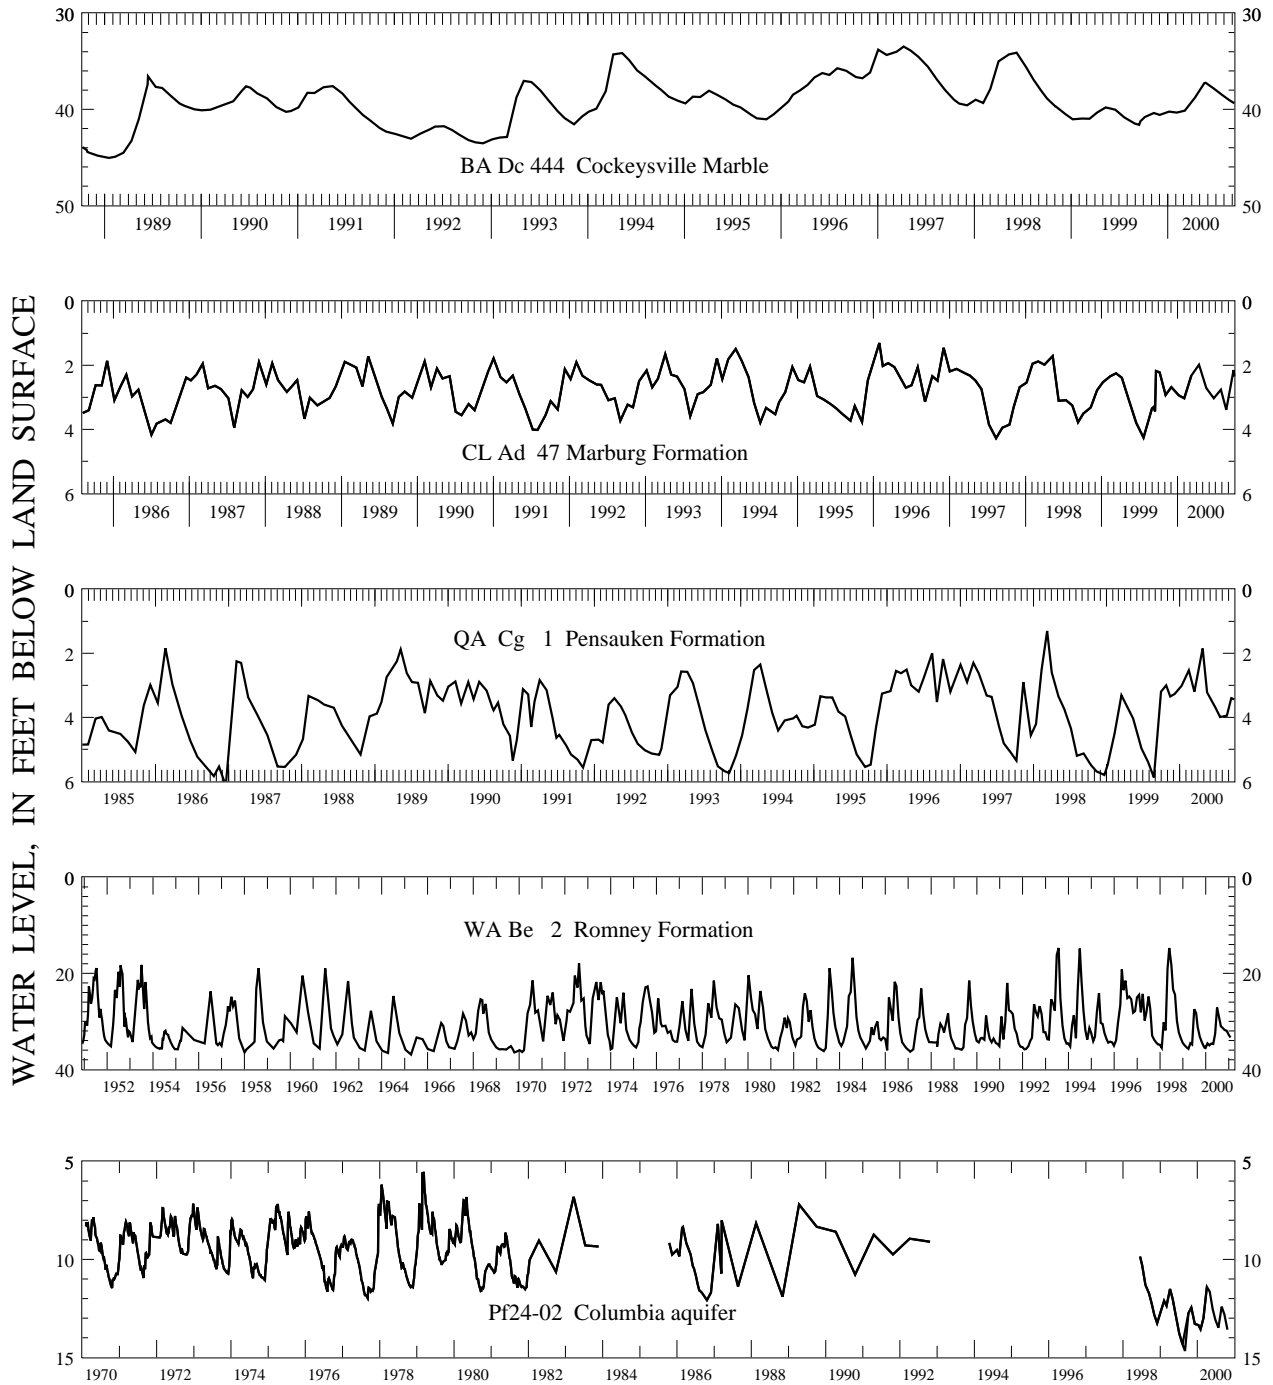 WATER LEVEL, IN FEET BELOW LAND SURFACE
30 30
40 40
BA Dc 444 Cockeysville Marble
50 50
1989 1990 1991 1992 1993 1994 1995 1996 1997 1998 1999 2000
0 0
2 2
4 4
CL Ad 47 Marburg Formation
6 6
1986 1987 1988 1989 1990 1991 1992 1993 1994 1995 1996 1997 1998 1999 2000
0 0
QA Cg 1 Pensauken Formation
2 2
4 4
6 6
1985 1986 1987 1988 1989 1990 1991 1992 1993 1994 1995 1996 1997 1998 1999 2000
0 0
WA Be 2 Romney Formation
20 20
40 40
1952 1954 1956 1958 1960 1962 1964 1966 1968 1970 1972 1974 1976 1978 1980 1982 1984 1986 1988 1990 1992 1994 1996 1998 2000
5 5
10 10
Pf24-02 Columbia aquifer
15 15
1970 1972 1974 1976 1978 1980 1982 1984 1986 1988 1990 1992 1994 1996 1998 2000